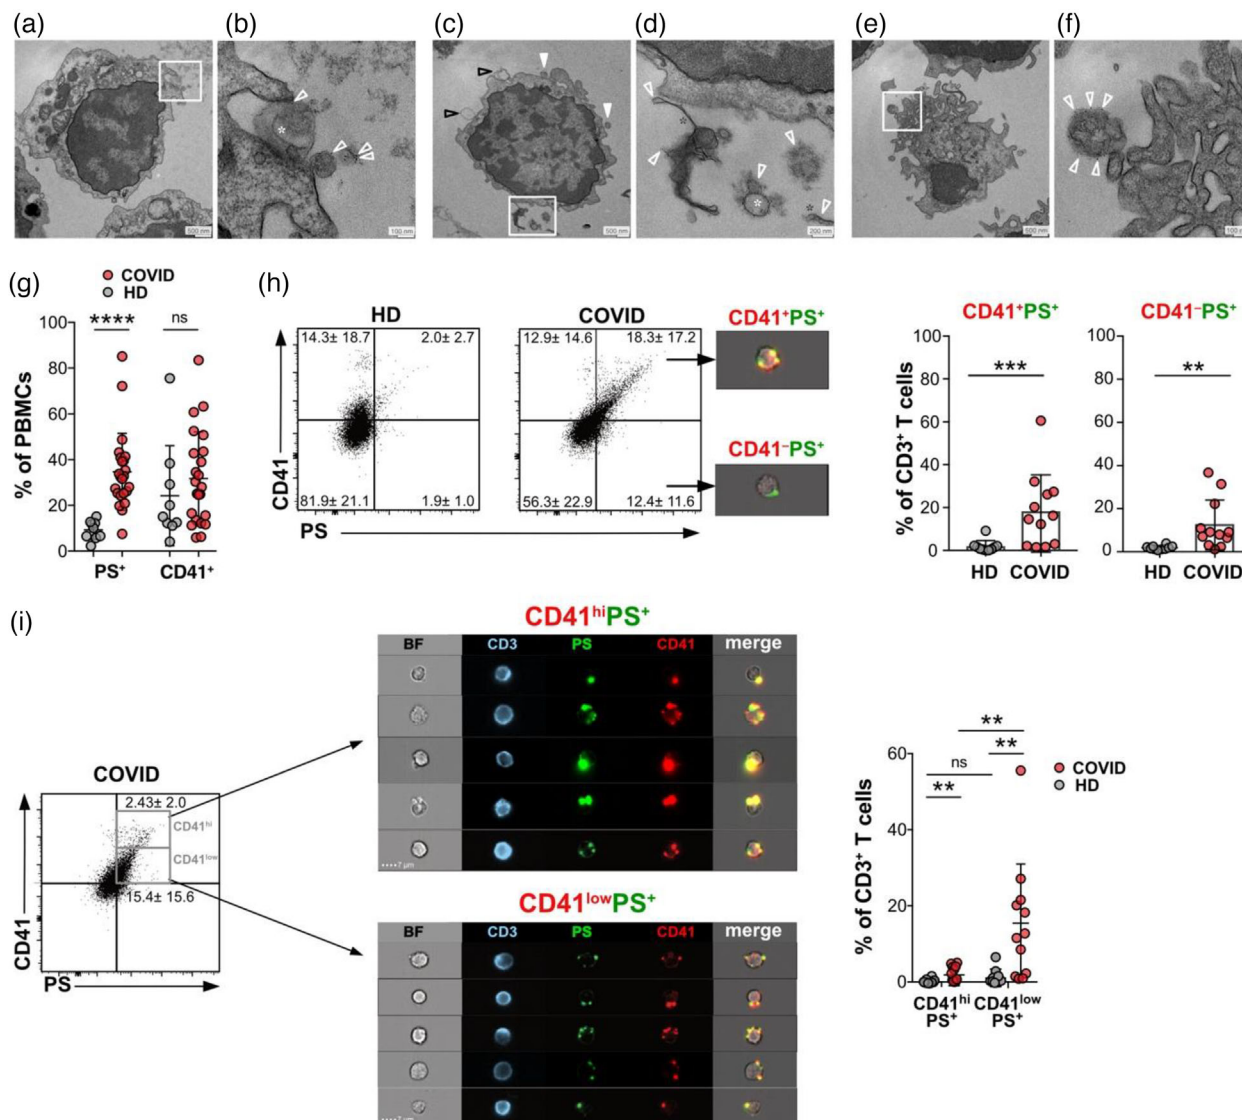 (a) (b) (c) (d) (e) (f)
500 nm 100 nm 500 nm 200 nm 500 nm 100 nm
(g)
COVID
HD
****
ns
% of PBMCs
100
80
60
40
20
0
PS+ CD41+
(h)
HD COVID
14.3± 18.7 2.0± 2.7 12.9± 14.6 18.3± 17.2
81.9± 21.1 1.9± 1.0 56.3± 22.9 12.4± 11.6
CD41
PS
CD41+PS+
CD41−PS+
CD41+PS+ CD41−PS+
*** **
% of CD3+ T cells
100 100
80 80
60 60
40 40
20 20
0 0
HD COVID HD COVID
(i)
COVID
2.43± 2.0
CD41hi
CD41low
15.4± 15.6
CD41
PS
CD41hiPS+
BF CD3 PS CD41 merge
7 µm
CD41lowPS+
BF CD3 PS CD41 merge
7 µm
COVID
HD
**
ns **
**
% of CD3+ T cells
60
40
20
0
CD41hi CD41low
PS+ PS+